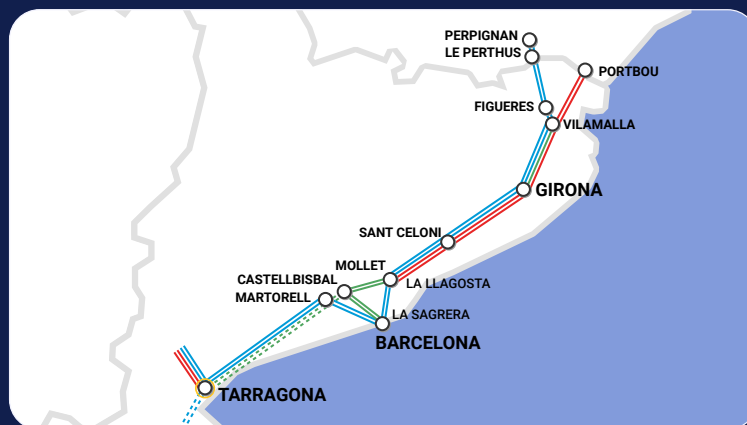 PERPIGNAN
LE PERTHUS
PORTBOU
FIGUERES
VILAMALLA
GIRONA
SANT CELONI
MOLLET
CASTELLBISBAL
LA LLAGOSTA
MARTORELL
LA SAGRERA
BARCELONA
TARRAGONA